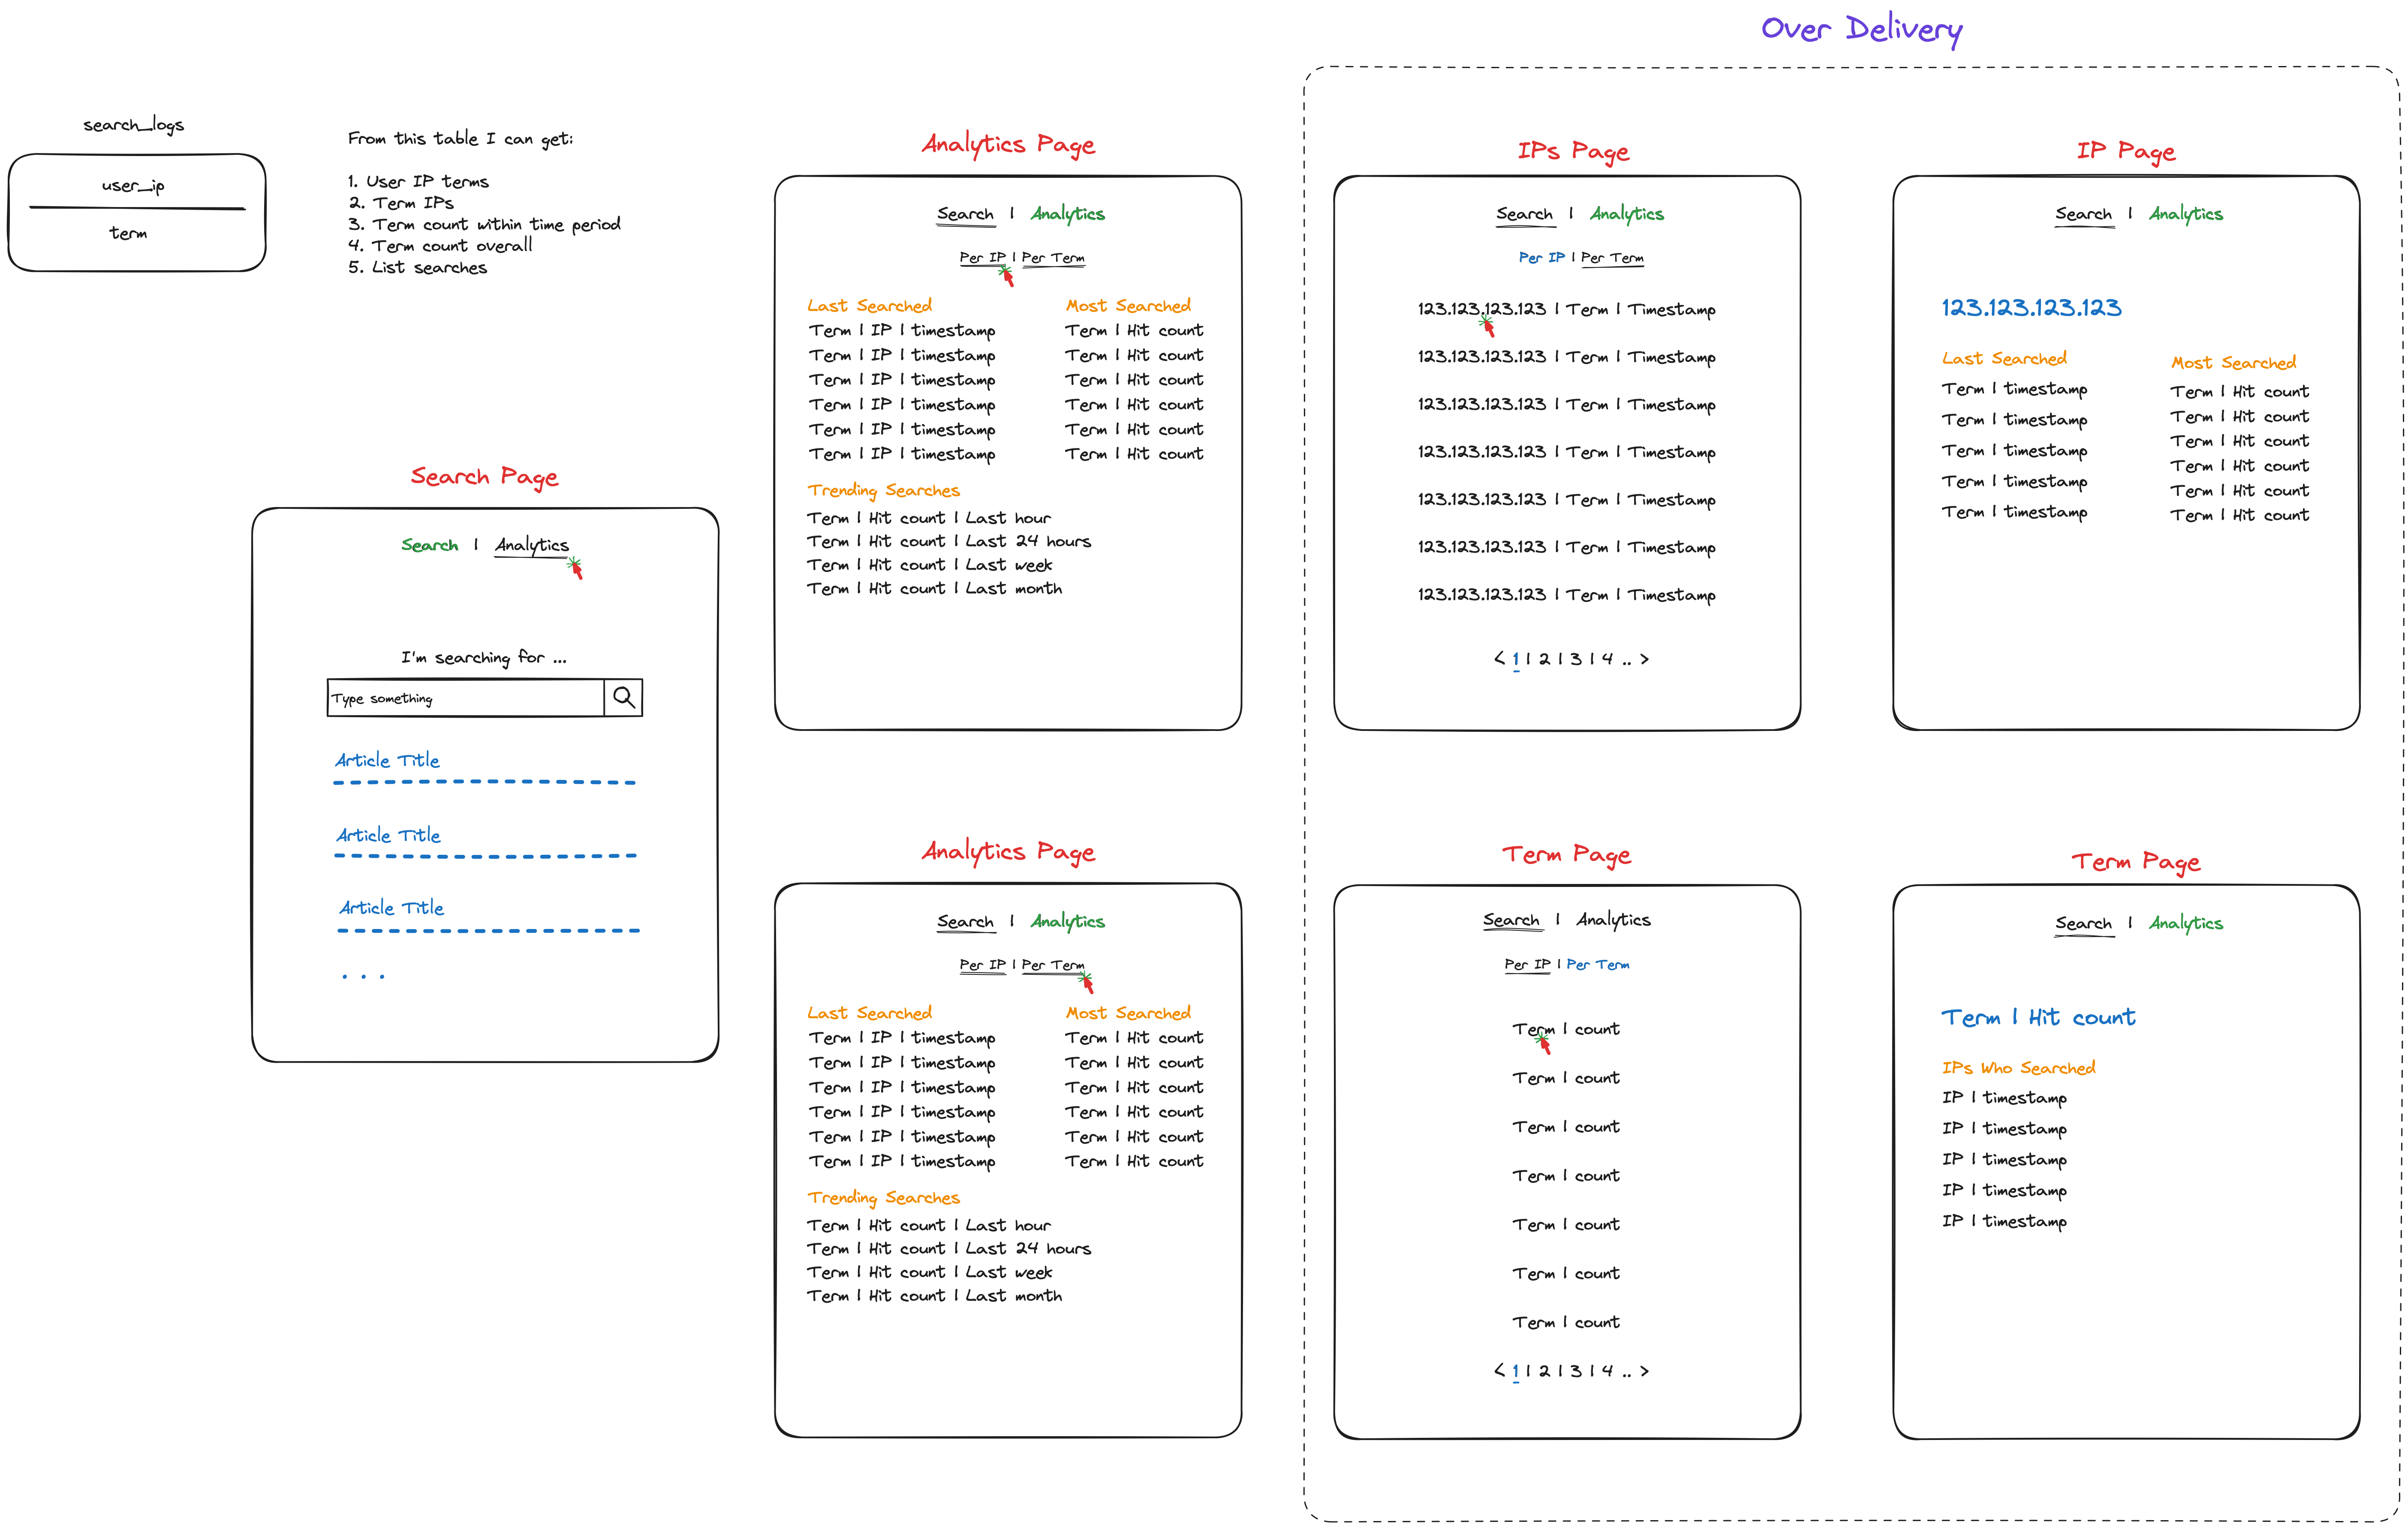 Over Delivery
search_logs
user_ip
term
From this table I can get:
1. User IP terms
2. Term IPs
3. Term count within time period
4. Term count overall
5. List searches
Search Page
Search | Analytics
I'm searching for ...
Type something
Article Title
Article Title
Article Title
. . .
Analytics Page
Search | Analytics
Per IP | Per Term
Last Searched
Term | IP | timestamp
Term | IP | timestamp
Term | IP | timestamp
Term | IP | timestamp
Term | IP | timestamp
Term | IP | timestamp
Most Searched
Term | Hit count
Term | Hit count
Term | Hit count
Term | Hit count
Term | Hit count
Term | Hit count
Trending Searches
Term | Hit count | Last hour
Term | Hit count | Last 24 hours
Term | Hit count | Last week
Term | Hit count | Last month
IPs Page
Search | Analytics
Per IP | Per Term
123.123.123.123 | Term | Timestamp
123.123.123.123 | Term | Timestamp
123.123.123.123 | Term | Timestamp
123.123.123.123 | Term | Timestamp
123.123.123.123 | Term | Timestamp
123.123.123.123 | Term | Timestamp
123.123.123.123 | Term | Timestamp
< 1 | 2 | 3 | 4 .. >
IP Page
Search | Analytics
123.123.123.123
Last Searched
Term | timestamp
Term | timestamp
Term | timestamp
Term | timestamp
Term | timestamp
Most Searched
Term | Hit count
Term | Hit count
Term | Hit count
Term | Hit count
Term | Hit count
Term | Hit count
Analytics Page
Search | Analytics
Per IP | Per Term
Last Searched
Term | IP | timestamp
Term | IP | timestamp
Term | IP | timestamp
Term | IP | timestamp
Term | IP | timestamp
Term | IP | timestamp
Most Searched
Term | Hit count
Term | Hit count
Term | Hit count
Term | Hit count
Term | Hit count
Term | Hit count
Trending Searches
Term | Hit count | Last hour
Term | Hit count | Last 24 hours
Term | Hit count | Last week
Term | Hit count | Last month
Term Page
Search | Analytics
Per IP | Per Term
Term | count
Term | count
Term | count
Term | count
Term | count
Term | count
Term | count
< 1 | 2 | 3 | 4 .. >
Term Page
Search | Analytics
Term | Hit count
IPs Who Searched
IP | timestamp
IP | timestamp
IP | timestamp
IP | timestamp
IP | timestamp